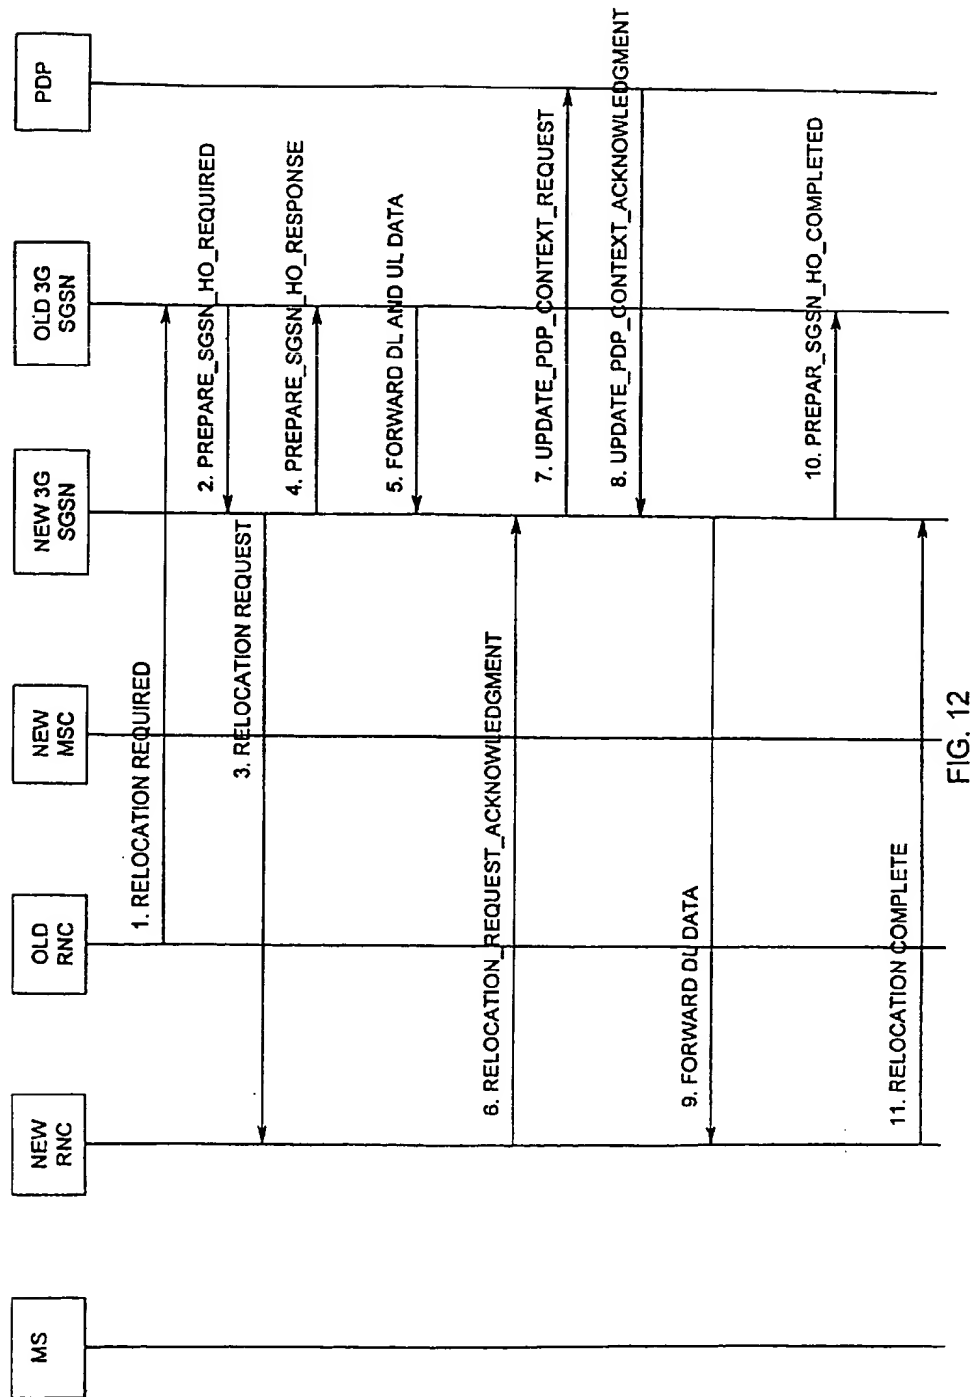 MS
NEW
RNC
OLD
RNC
NEW
MSC
NEW 3G
SGSN
OLD 3G
SGSN
PDP
1. RELOCATION REQUIRED
2. PREPARE_SGSN_HO_REQUIRED
3. RELOCATION REQUEST
4. PREPARE_SGSN_HO_RESPONSE
5. FORWARD DL AND UL DATA
6. RELOCATION_REQUEST_ACKNOWLEDGMENT
7. UPDATE_PDP_CONTEXT_REQUEST
8. UPDATE_PDP_CONTEXT_ACKNOWLEDGMENT
9. FORWARD DL DATA
10. PREPAR_SGSN_HO_COMPLETED
11. RELOCATION COMPLETE
FIG. 12